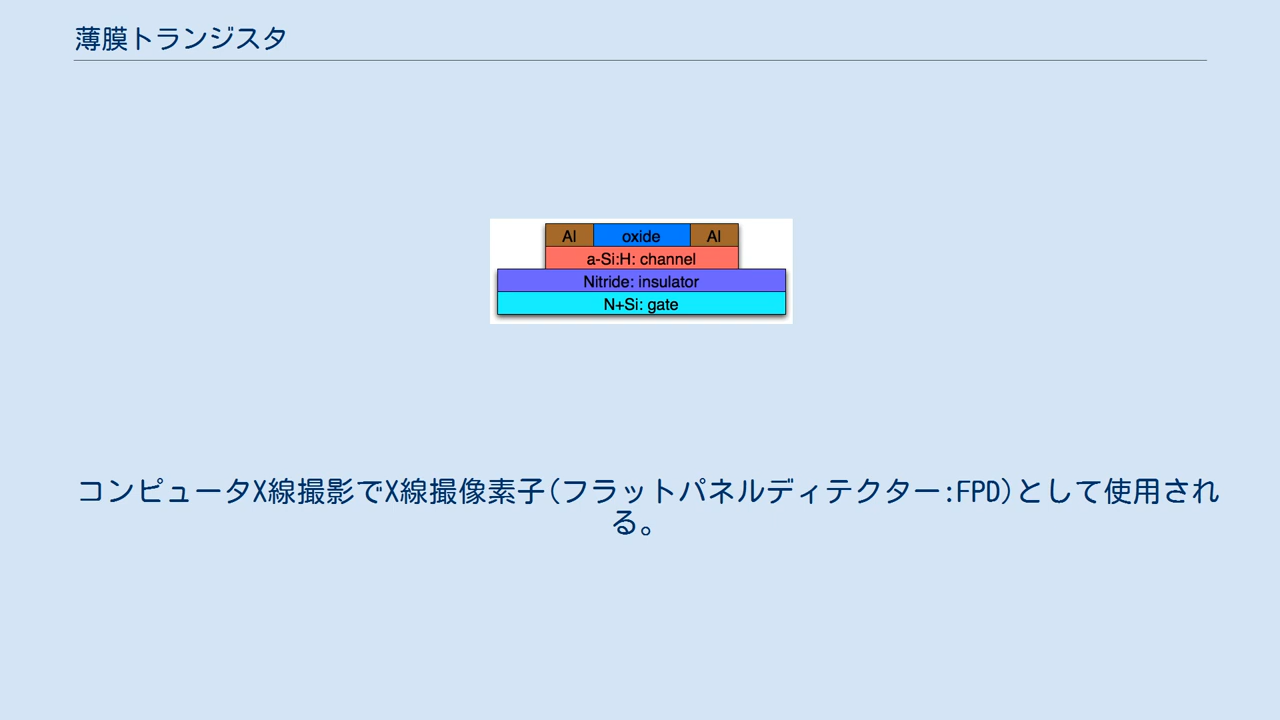 薄膜トランジスタ
Al oxide Al
a-Si:H: channel
Nitride: insulator
N+Si: gate
コンピュータX線撮影でX線撮像素子(フラットパネルディテクター:FPD)として使用され
る。